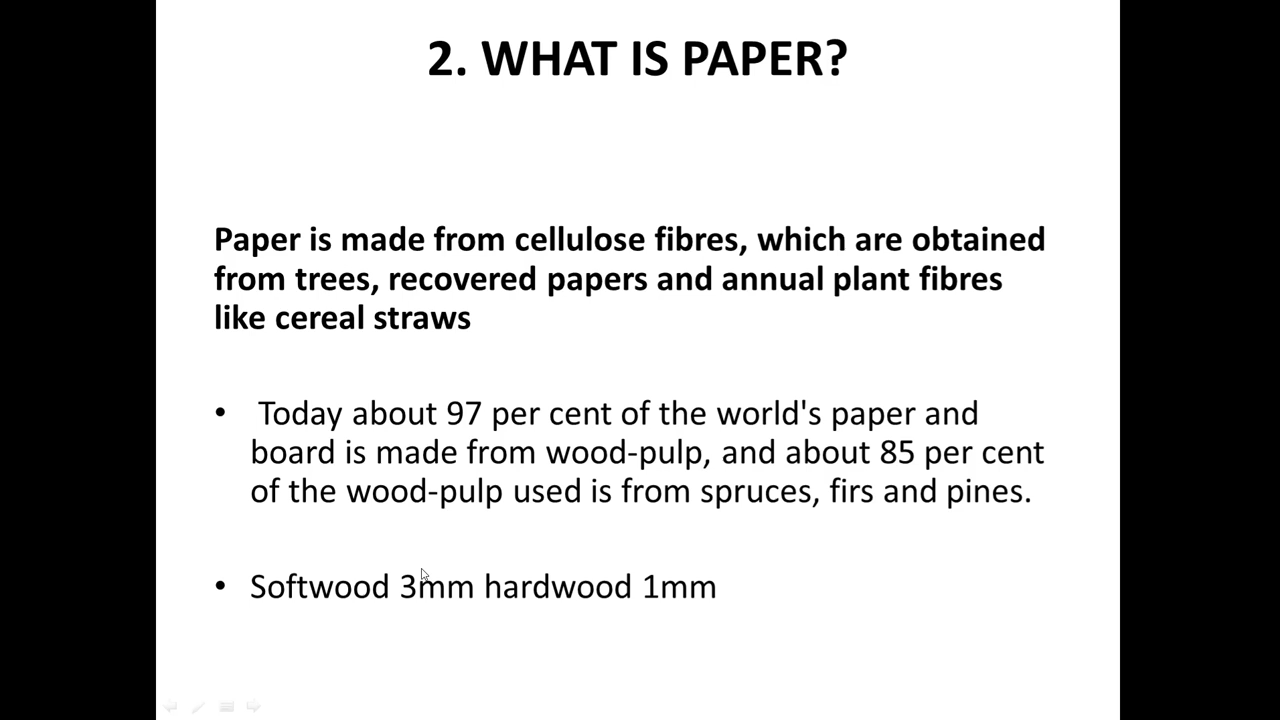 2. WHAT IS PAPER?
Paper is made from cellulose fibres, which are obtained
from trees, recovered papers and annual plant fibres
like cereal straws
• Today about 97 per cent of the world's paper and
board is made from wood-pulp, and about 85 per cent
of the wood-pulp used is from spruces, firs and pines.
• Softwood 3mm hardwood 1mm